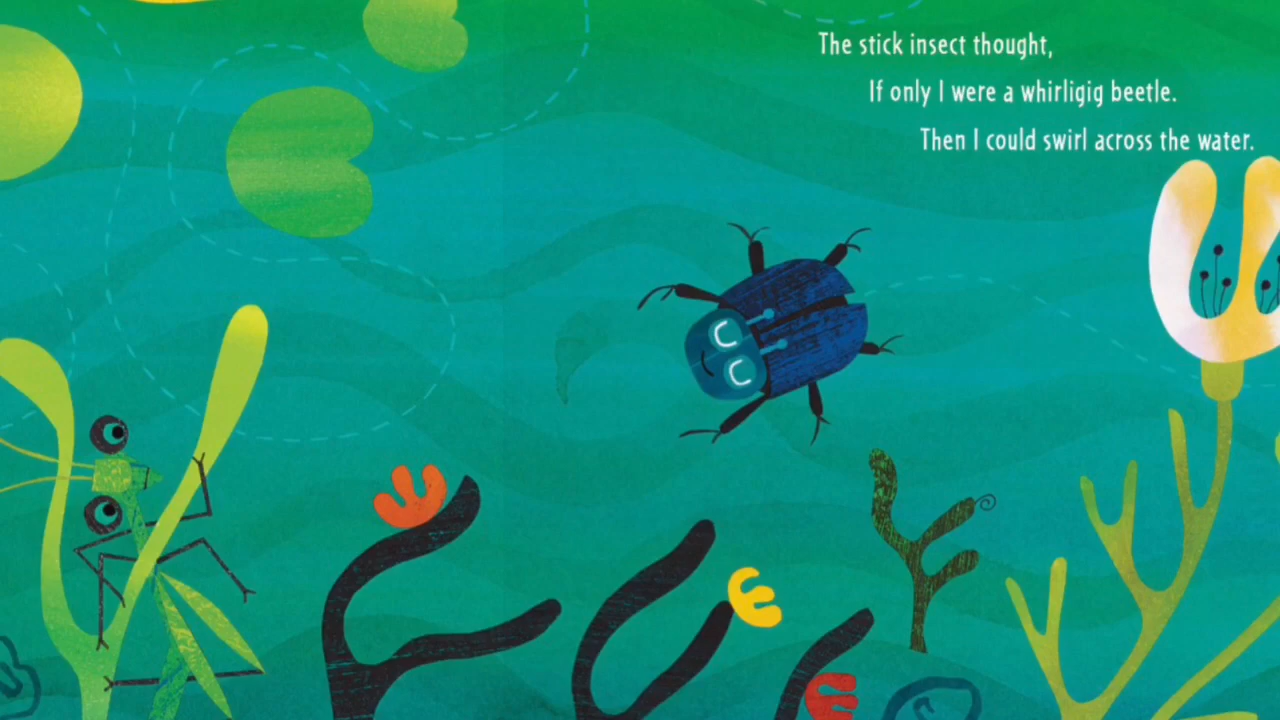 The stick insect thought,
If only I were a whirligig beetle.
Then I could swirl across the water.